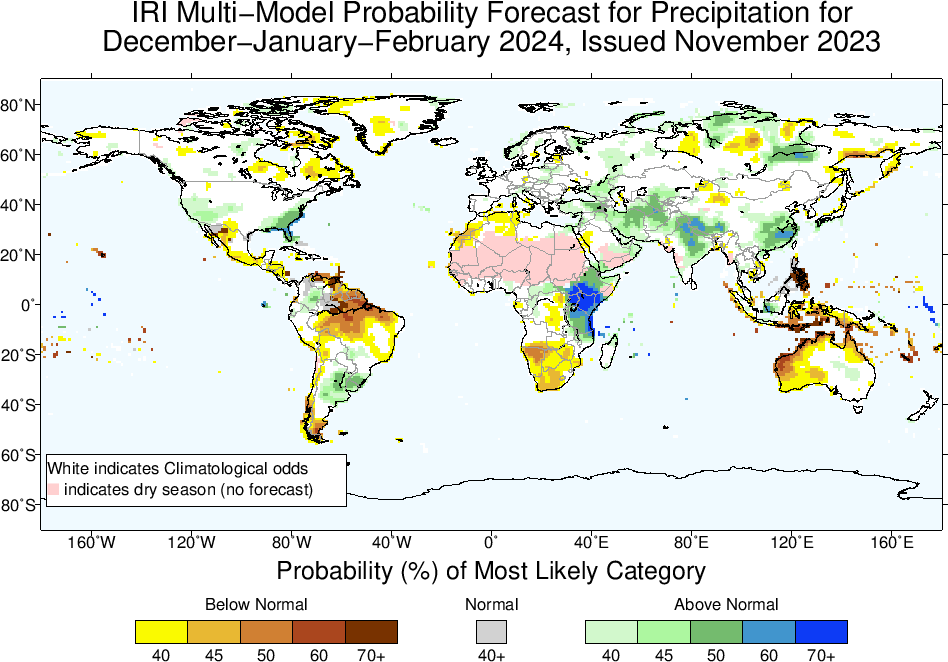 IRI Multi−Model Probability Forecast for Precipitation for
December−January−February 2024, Issued November 2023
80˚N
60˚N
40˚N
20˚N
0˚
20˚S
40˚S
60˚S
80˚S
White indicates Climatological odds
indicates dry season (no forecast)
160˚W 120˚W 80˚W 40˚W 0˚ 40˚E 80˚E 120˚E 160˚E
Probability (%) of Most Likely Category
Below Normal Normal Above Normal
40 45 50 60 70+ 40+ 40 45 50 60 70+